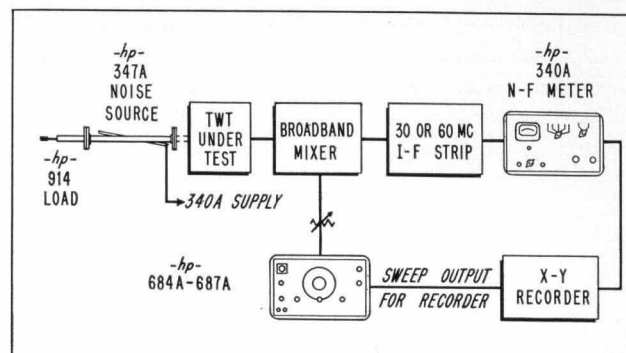 -hp-
347A
NOISE
SOURCE
-hp-
914
LOAD
340A SUPPLY
TWT
UNDER
TEST
BROADBAND
MIXER
30 OR 60 MC
I-F STRIP
-hp-
340A
N-F METER
-hp-
684A-687A
SWEEP OUTPUT
FOR RECORDER
X-Y
RECORDER